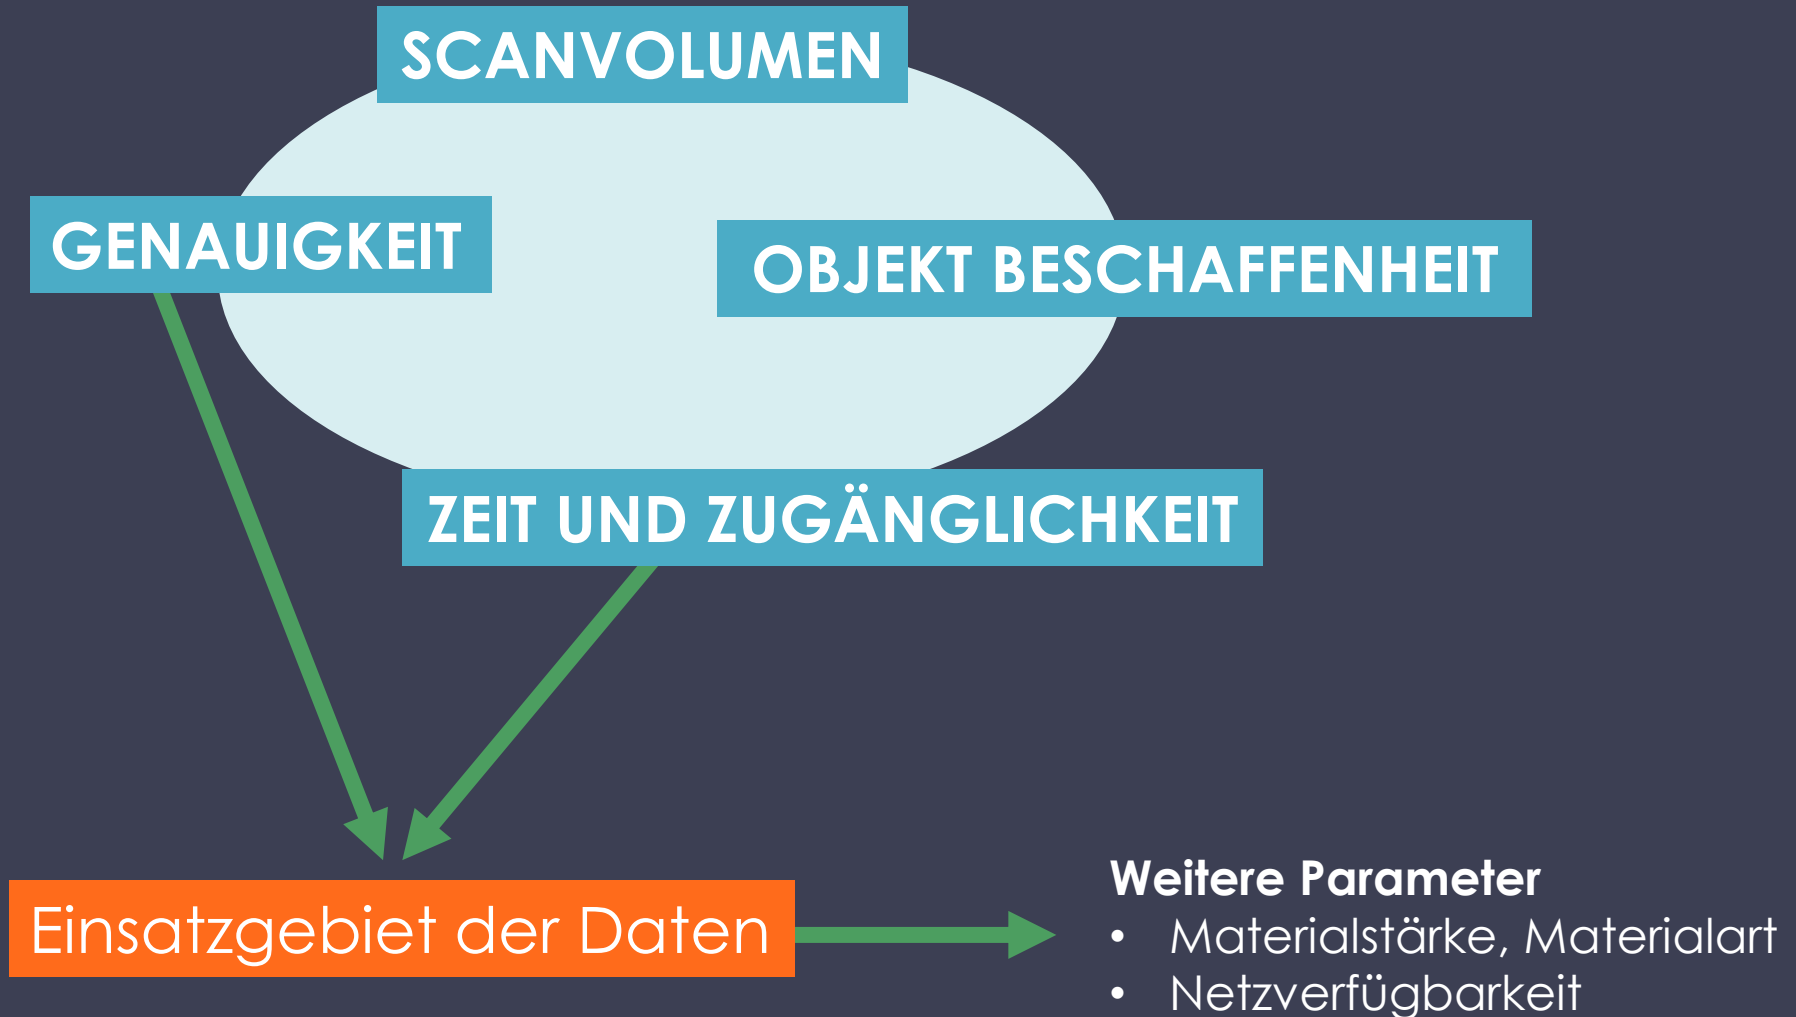 SCANVOLUMEN
GENAUIGKEIT
OBJEKT BESCHAFFENHEIT
ZEIT UND ZUGÄNGLICHKEIT
Einsatzgebiet der Daten
Weitere Parameter
• Materialstärke, Materialart
• Netzverfügbarkeit